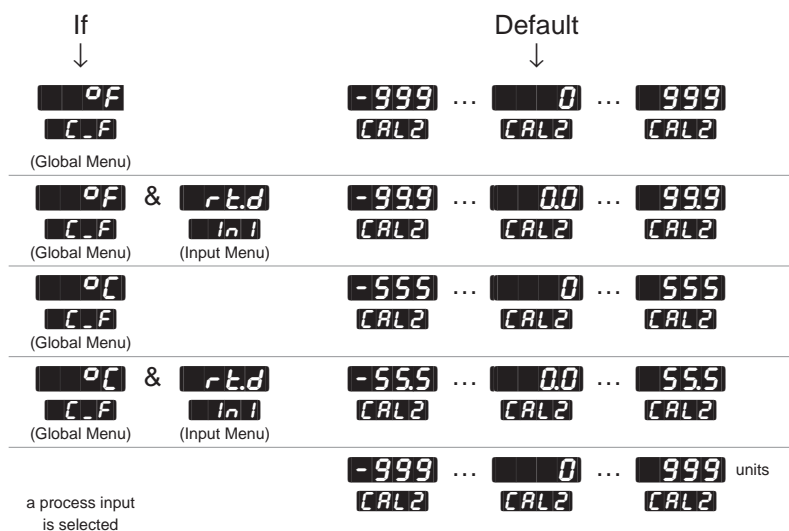 If Default
↓ ↓
°F -999 ... 0 ... 999
C_F CAL2 CAL2 CAL2
(Global Menu)
°F & rt.d -99.9 ... 0.0 ... 99.9
C_F In1 CAL2 CAL2 CAL2
(Global Menu) (Input Menu)
°C -555 ... 0 ... 555
C_F CAL2 CAL2 CAL2
(Global Menu)
°C & rt.d -55.5 ... 0.0 ... 55.5
C_F In1 CAL2 CAL2 CAL2
(Global Menu) (Input Menu)
-999 ... 0 ... 999 units
CAL2 CAL2 CAL2
a process input
is selected